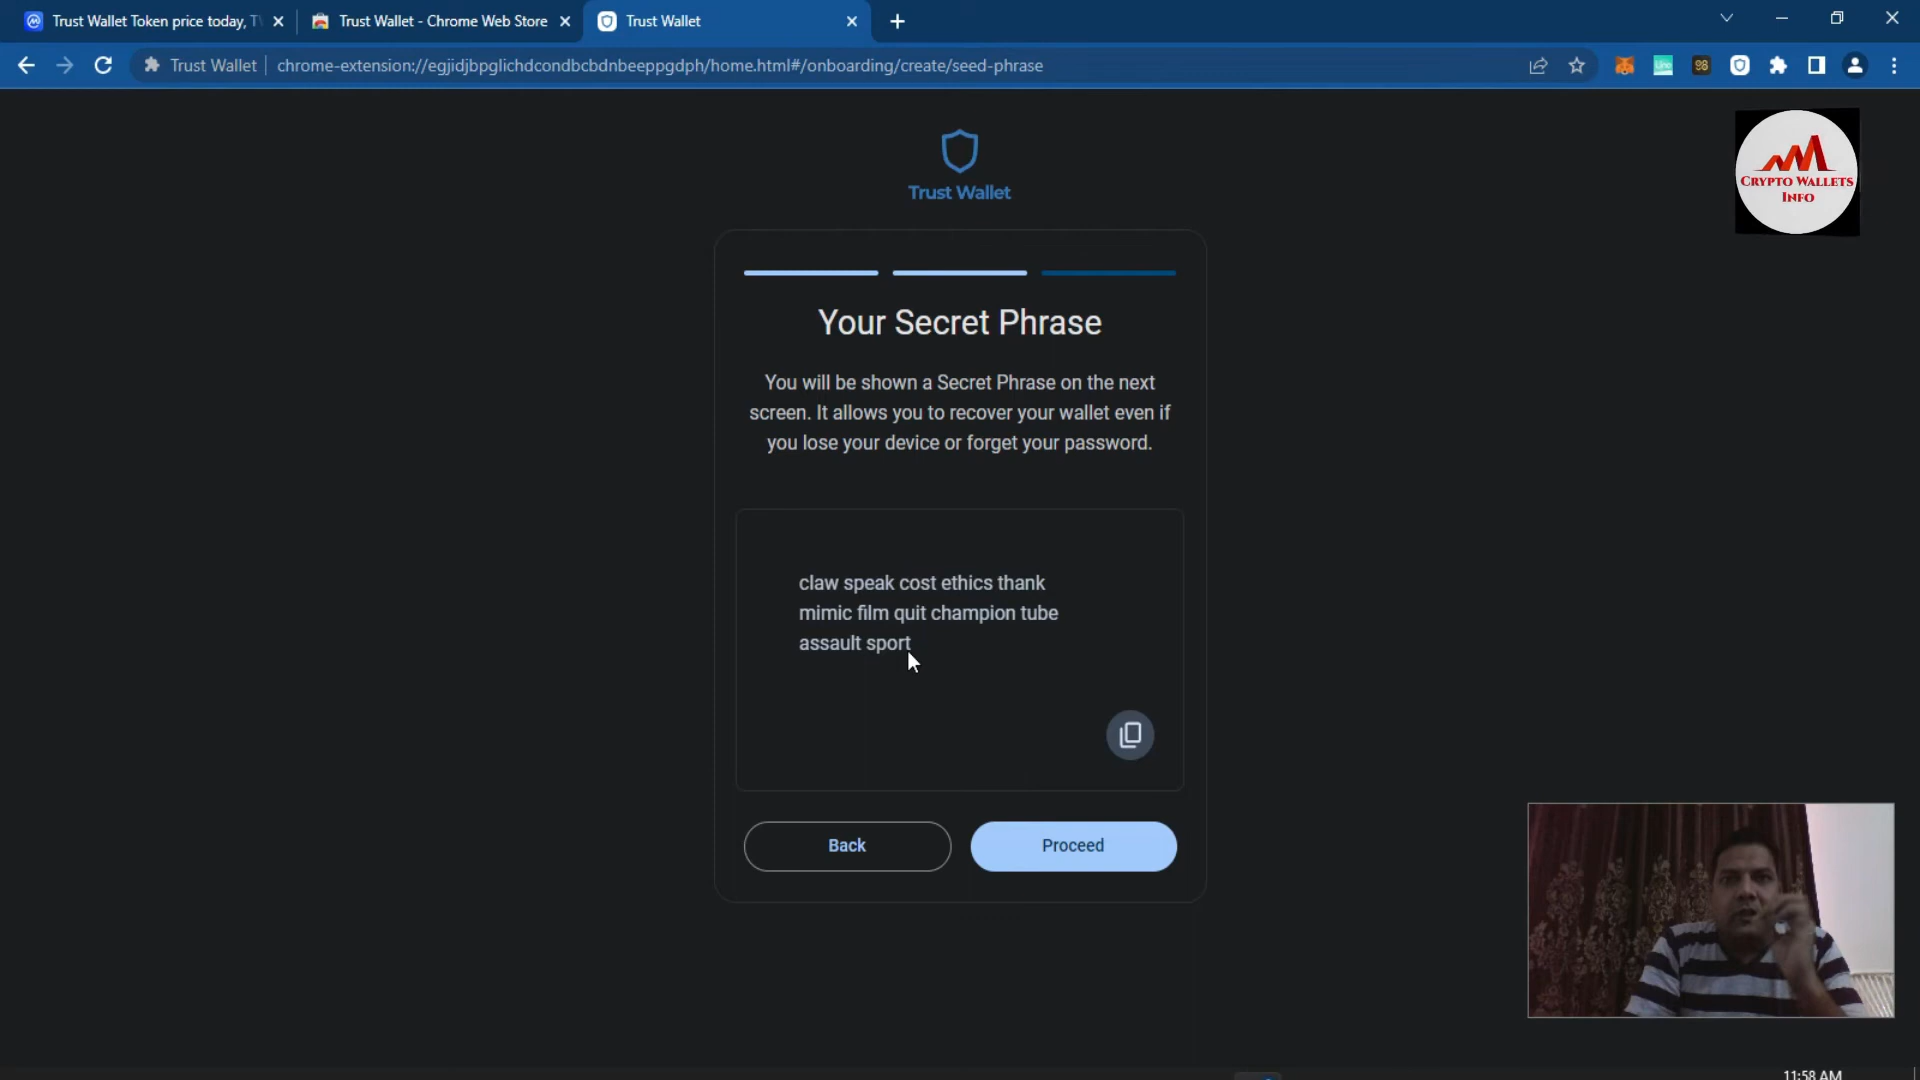 Trust Wallet Token price today, T
Trust Wallet - Chrome Web Store
Trust Wallet
Trust Wallet
chrome-extension://egjidjbpglichdcondbcbdnbeeppgdph/home.html#/onboarding/create/seed-phrase
98
CRYPTO WALLETS
INFO
Trust Wallet
Your Secret Phrase
You will be shown a Secret Phrase on the next
screen. It allows you to recover your wallet even if
you lose your device or forget your password.
claw speak cost ethics thank
mimic film quit champion tube
assault sport
Back
Proceed
11:58 AM